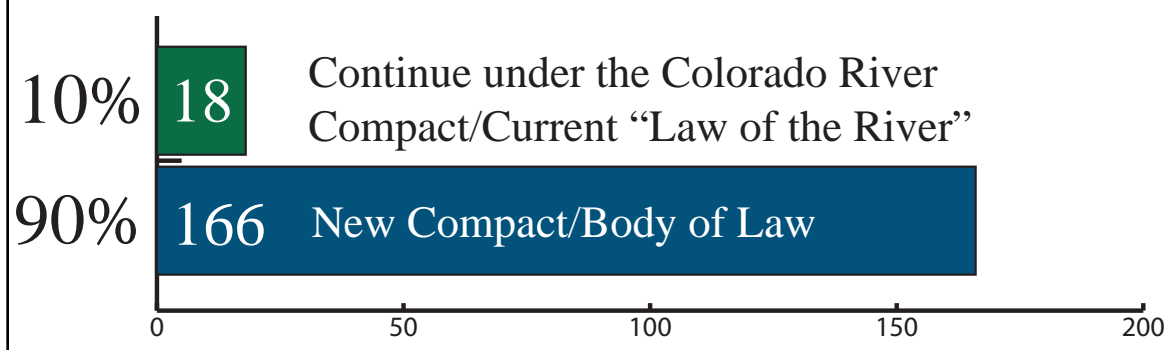 10% 18 Continue under the Colorado River
Compact/Current “Law of the River”
90% 166 New Compact/Body of Law
0 50 100 150 200